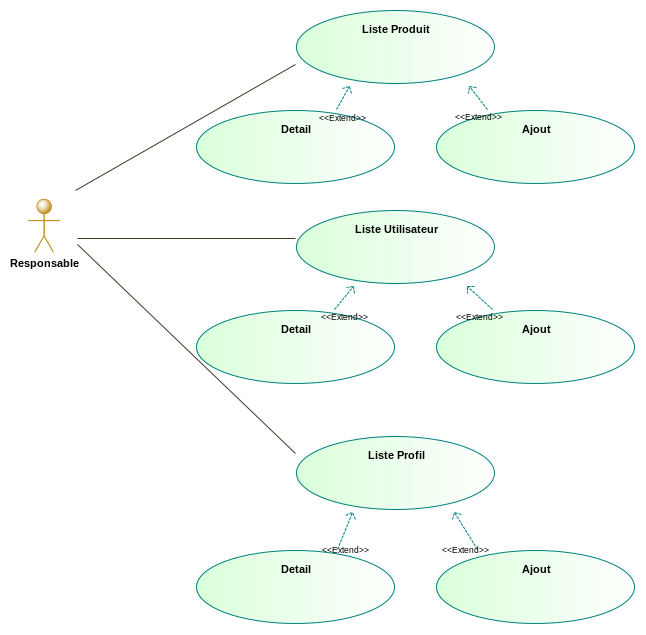 Liste Produit
<<Extend>>
<<Extend>>
Detail
Ajout
Responsable
Liste Utilisateur
<<Extend>>
<<Extend>>
Detail
Ajout
Liste Profil
<<Extend>>
<<Extend>>
Detail
Ajout